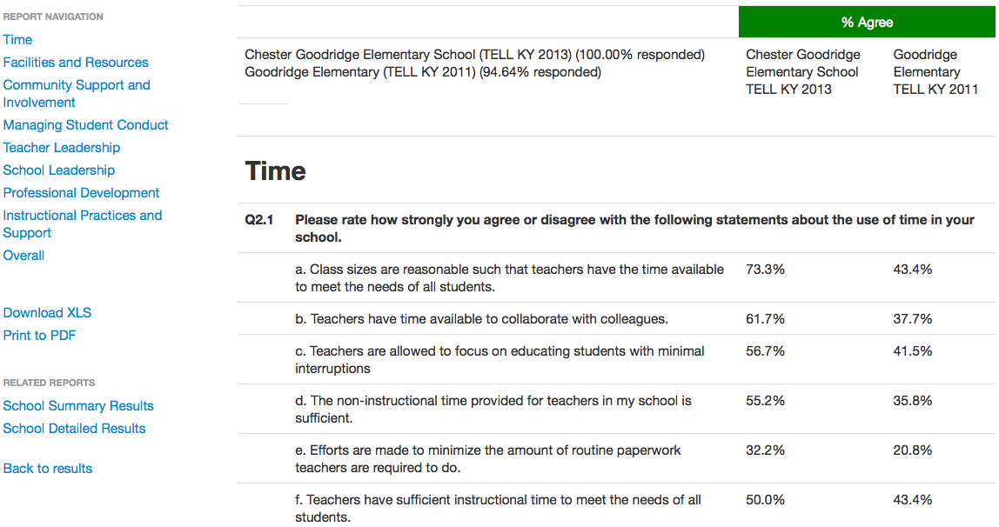 REPORT NAVIGATION
Time
Facilities and Resources
Community Support and
Involvement
Managing Student Conduct
Teacher Leadership
School Leadership
Professional Development
Instructional Practices and
Support
Overall
Download XLS
Print to PDF
RELATED REPORTS
School Summary Results
School Detailed Results
Back to results
% Agree
Chester Goodridge Elementary School (TELL KY 2013) (100.00% responded)
Goodridge Elementary (TELL KY 2011) (94.64% responded)
Chester Goodridge
Elementary School
TELL KY 2013
Goodridge
Elementary
TELL KY 2011
Time
Q2.1 Please rate how strongly you agree or disagree with the following statements about the use of time in your
school.
a. Class sizes are reasonable such that teachers have the time available 73.3% 43.4%
to meet the needs of all students.
b. Teachers have time available to collaborate with colleagues. 61.7% 37.7%
c. Teachers are allowed to focus on educating students with minimal 56.7% 41.5%
interruptions
d. The non-instructional time provided for teachers in my school is 55.2% 35.8%
sufficient.
e. Efforts are made to minimize the amount of routine paperwork 32.2% 20.8%
teachers are required to do.
f. Teachers have sufficient instructional time to meet the needs of all 50.0% 43.4%
students.